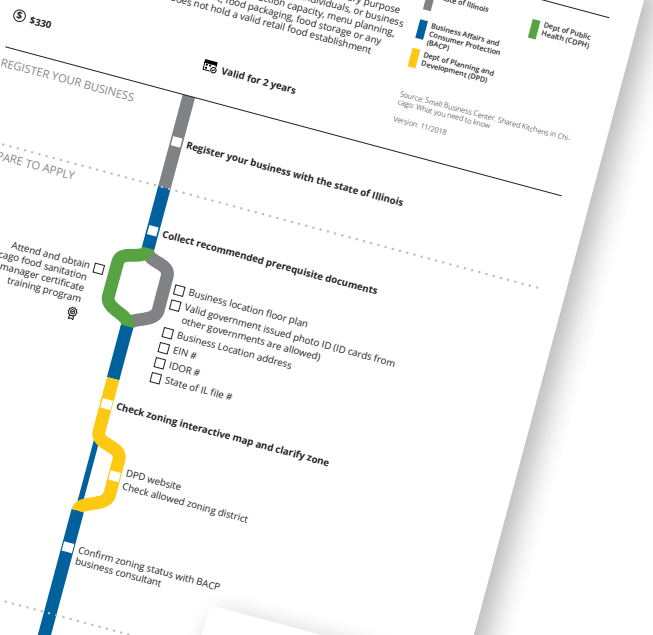 ry purpose
individuals, or business
ction capacity, menu planning,
food packaging, food storage or any
does not hold a valid retail food establishment
$330
Valid for 2 years
State of Illinois
Business Affairs and
Consumer Protection
(BACP)
Dept of Planning and
Development (DPD)
Dept of Public
Health (CDPH)
Source: Small Business Center. Shared Kitchens in Chi-
cago: What you need to know
Version: 11/2018
REGISTER YOUR BUSINESS
Register your business with the state of Illinois
PARE TO APPLY
Collect recommended prerequisite documents
Attend and obtain
cago food sanitation
manager certificate
training program
Business location floor plan
Valid government issued photo ID (ID cards from
other governments are allowed)
Business Location address
EIN #
IDOR #
State of IL file #
Check zoning interactive map and clarify zone
DPD website
Check allowed zoning district
Confirm zoning status with BACP
business consultant